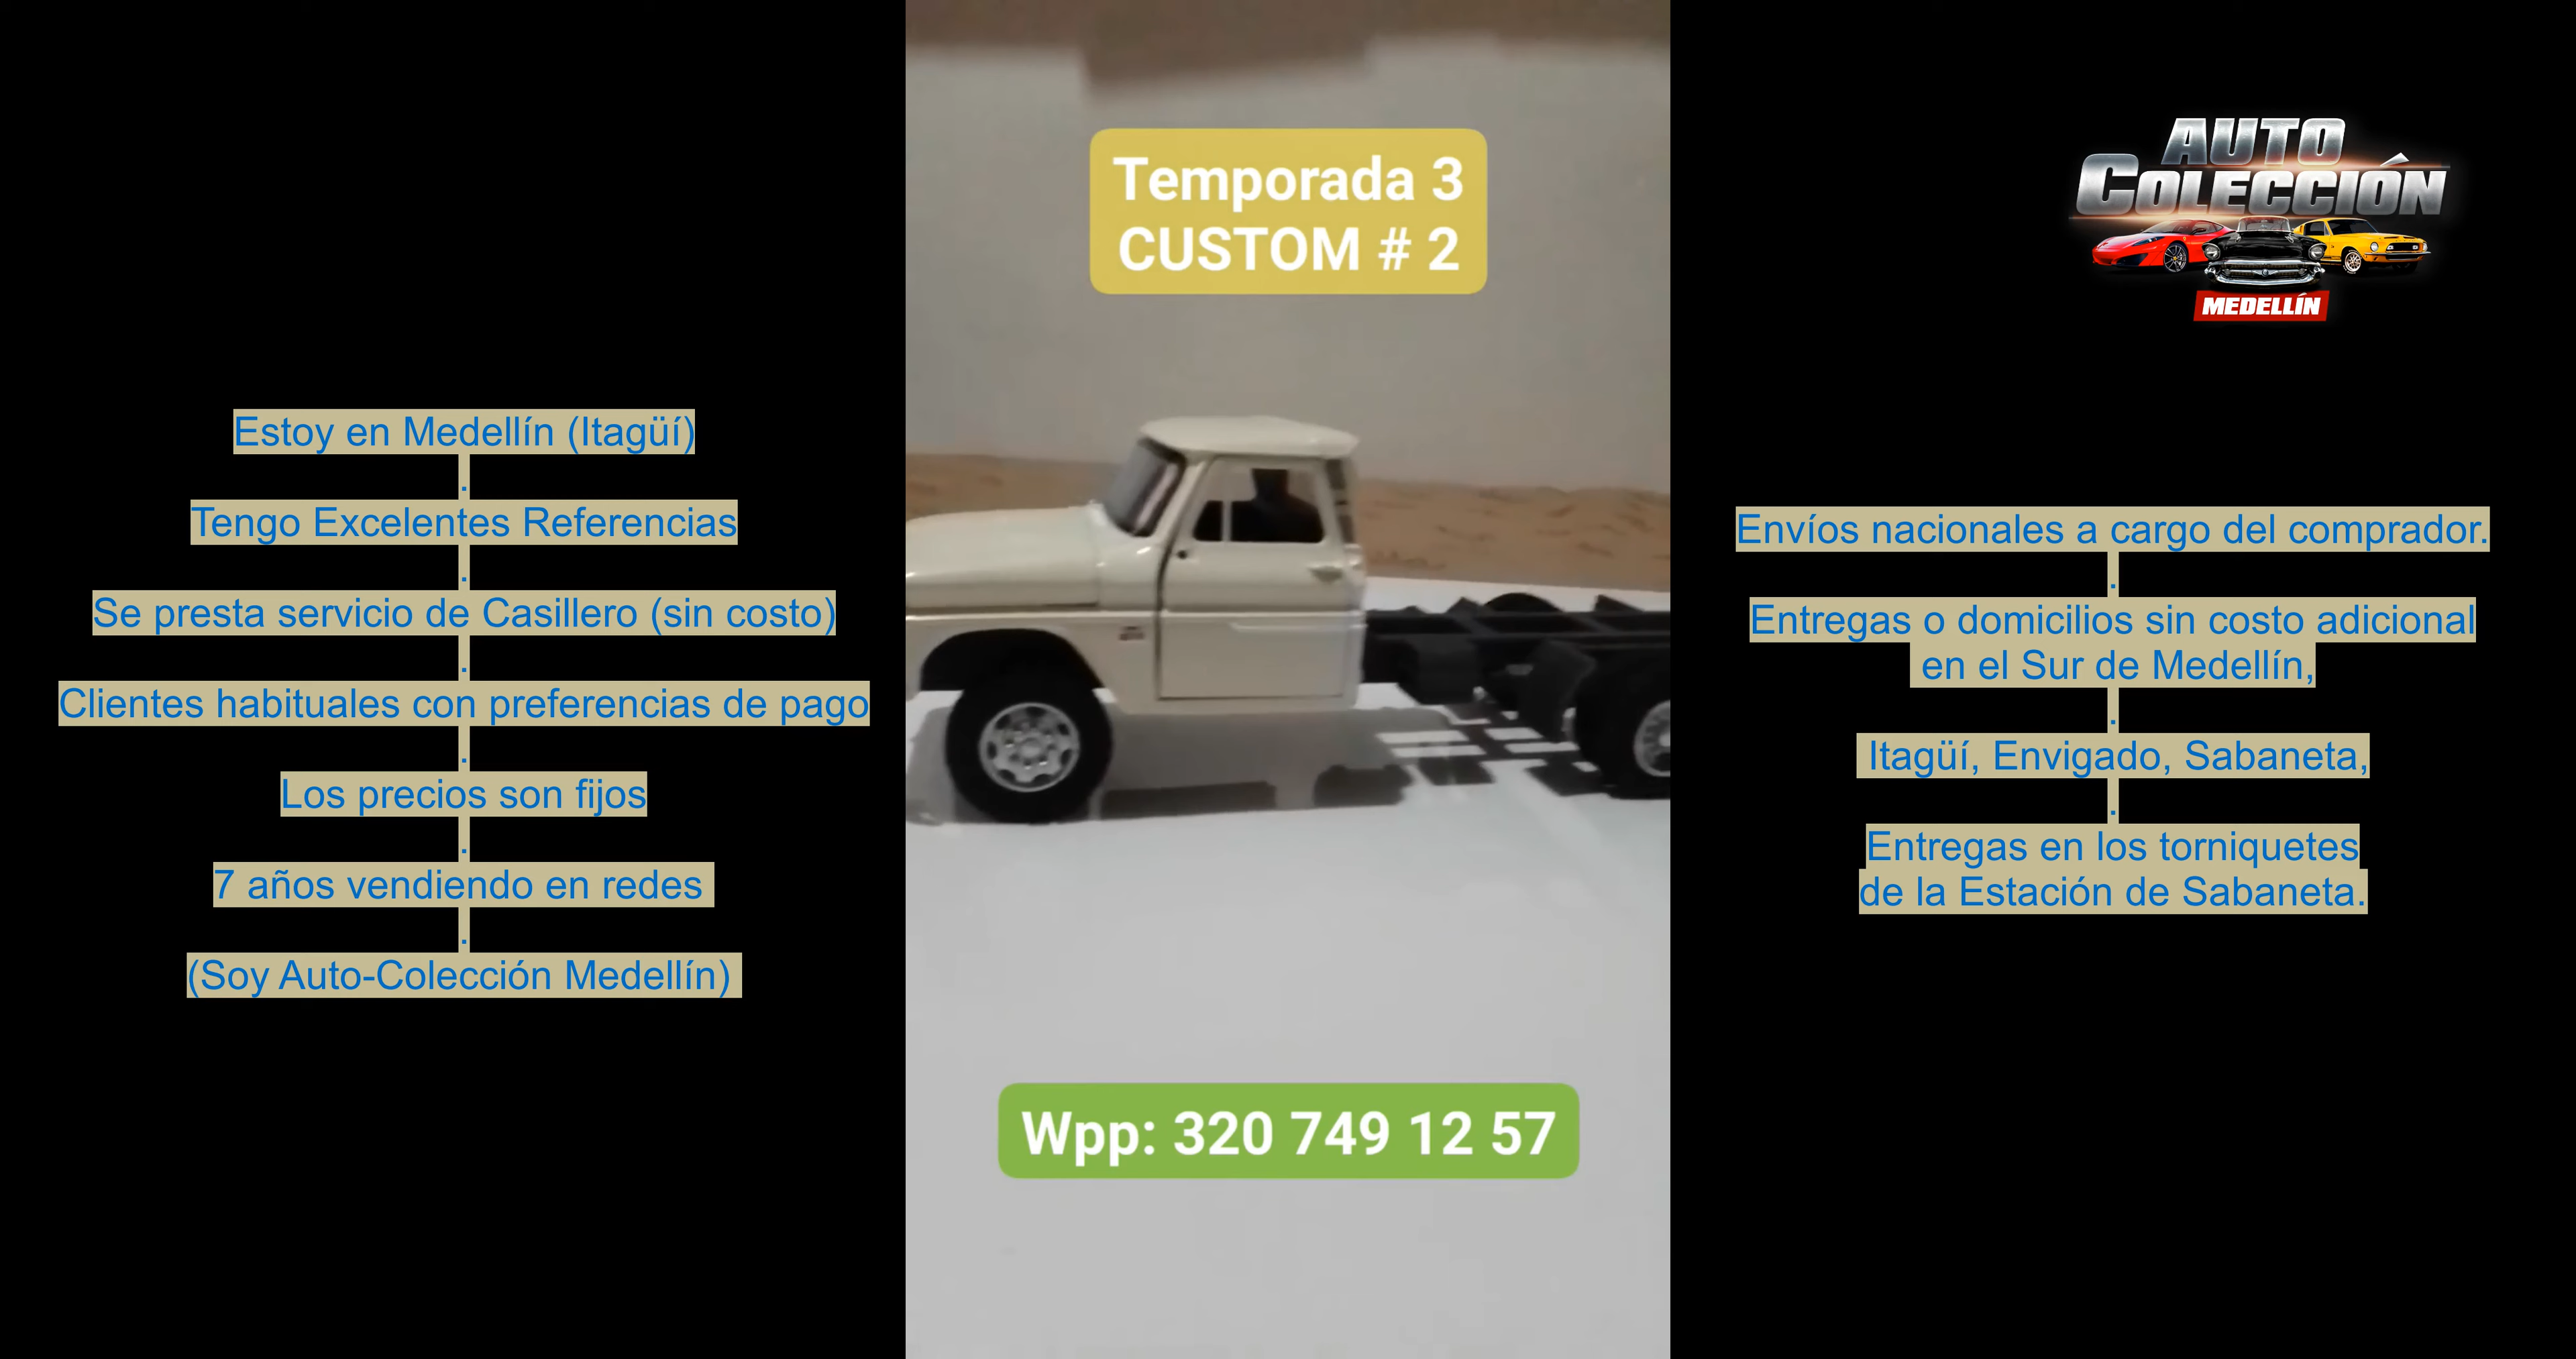 Estoy en Medellín (Itagüí)
.
Tengo Excelentes Referencias
.
Se presta servicio de Casillero (sin costo)
.
Clientes habituales con preferencias de pago
.
Los precios son fijos
.
7 años vendiendo en redes
.
(Soy Auto-Colección Medellín)
Temporada 3
CUSTOM # 2
Wpp: 320 749 12 57
AUTO
COLECCIÓN
MEDELLÍN
Envíos nacionales a cargo del comprador.
.
Entregas o domicilios sin costo adicional
en el Sur de Medellín,
.
Itagüí, Envigado, Sabaneta,
.
Entregas en los torniquetes
de la Estación de Sabaneta.